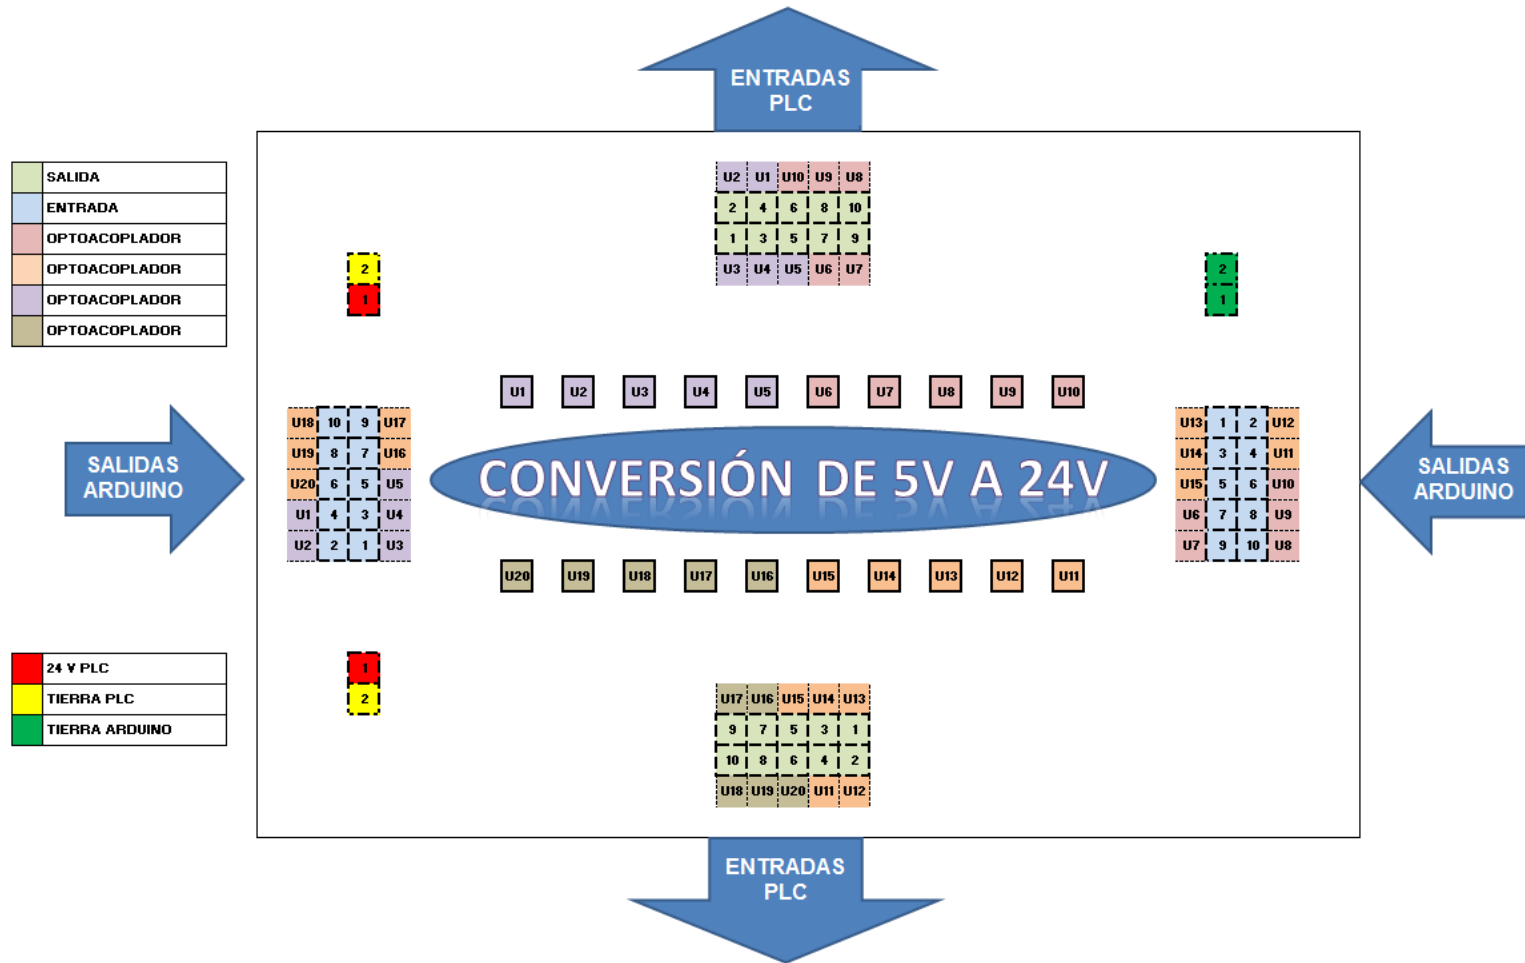 ENTRADAS
PLC
SALIDA
ENTRADA
OPTOACOPLADOR
OPTOACOPLADOR
OPTOACOPLADOR
OPTOACOPLADOR
U2 U1 U10 U9 U8
2 4 6 8 10
1 3 5 7 9
U3 U4 U5 U6 U7
2
1
2
1
U1 U2 U3 U4 U5 U6 U7 U8 U9 U10
U18 10 9 U17
U19 8 7 U16
U20 6 5 U5
U1 4 3 U4
U2 2 1 U3
SALIDAS
ARDUINO
CONVERSIÓN DE 5V A 24V
U13 1 2 U12
U14 3 4 U11
U15 5 6 U10
U6 7 8 U9
U7 9 10 U8
SALIDAS
ARDUINO
U20 U19 U18 U17 U16 U15 U14 U13 U12 U11
24 V PLC
TIERRA PLC
TIERRA ARDUINO
1
2
U17 U16 U15 U14 U13
9 7 5 3 1
10 8 6 4 2
U18 U19 U20 U11 U12
ENTRADAS
PLC